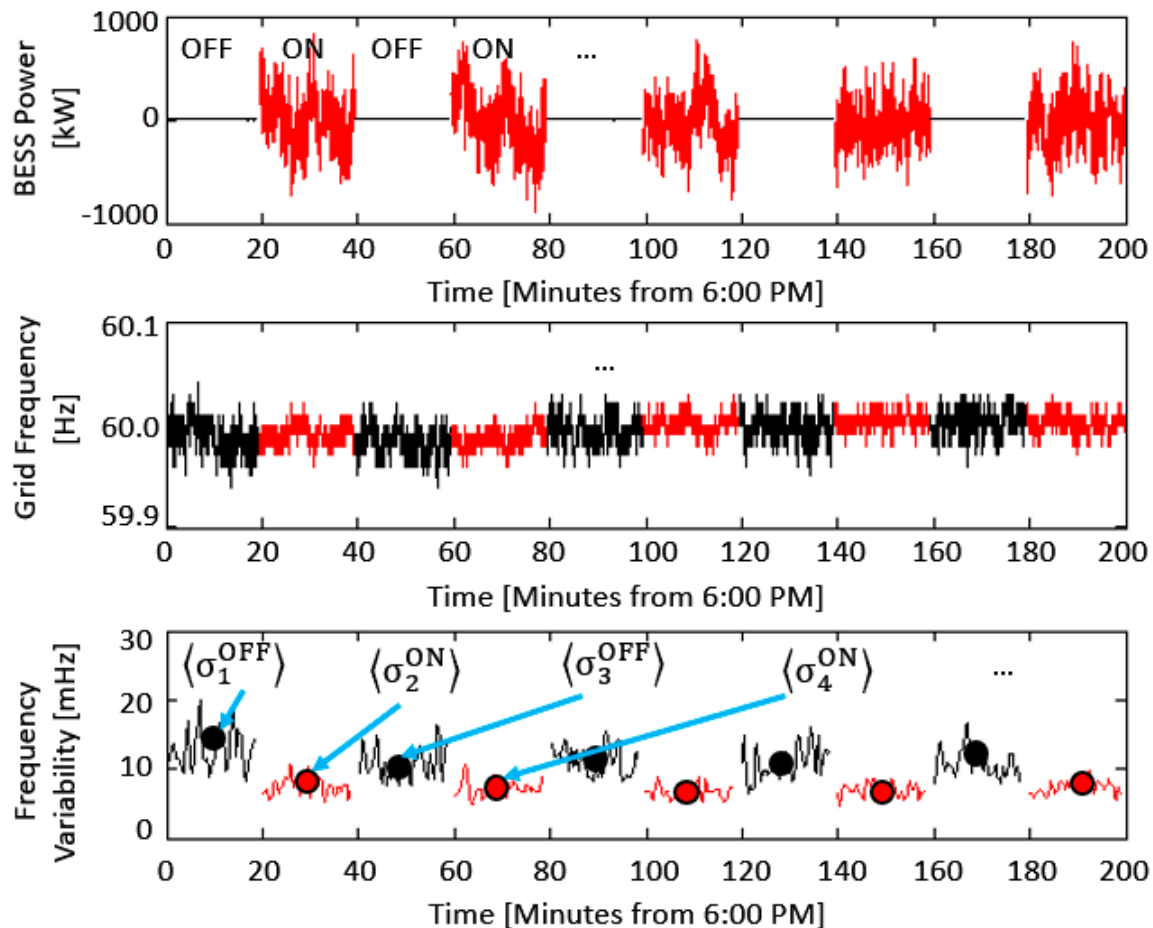 BESS Power
[kW]
1000
0
-1000
OFF ON OFF ON ...
0 20 40 60 80 100 120 140 160 180 200
Time [Minutes from 6:00 PM]
Grid Frequency
[Hz]
60.1
60.0
59.9
...
0 20 40 60 80 100 120 140 160 180 200
Time [Minutes from 6:00 PM]
Frequency
Variability [mHz]
30
20
10
0
⟨σ₁^OFF⟩ ⟨σ₂^ON⟩ ⟨σ₃^OFF⟩ ⟨σ₄^ON⟩ ...
0 20 40 60 80 100 120 140 160 180 200
Time [Minutes from 6:00 PM]